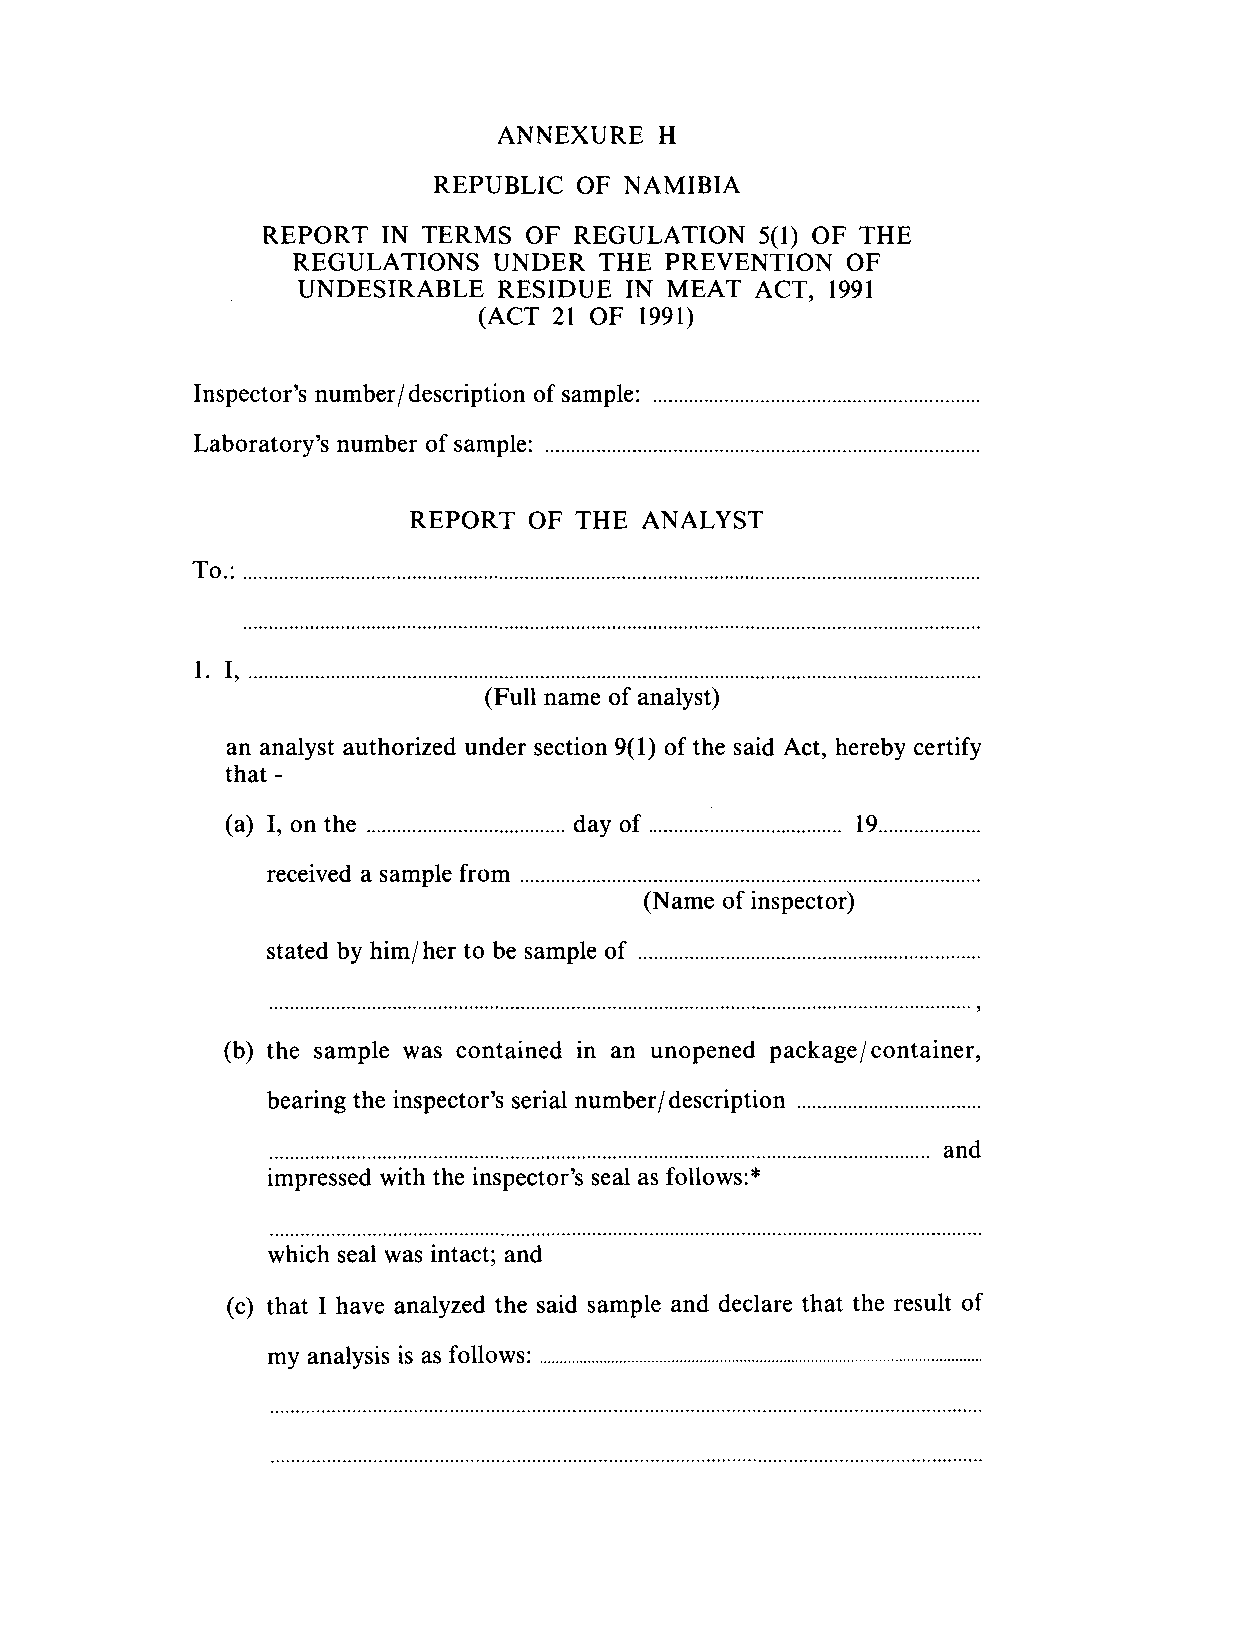 ANNEXURE H
REPUBLIC OF NAMIBIA
REPORT IN TERMS OF REGULATION 5(1) OF THE
REGULATIONS UNDER THE PREVENTION OF
UNDESIRABLE RESIDUE IN MEAT ACT, 1991
(ACT 21 OF 1991)
Inspector's number/description of sample: ................................
Laboratory's number of sample: ................................
REPORT OF THE ANALYST
To.: ................................
................................
1. I, ................................
(Full name of analyst)
an analyst authorized under section 9(1) of the said Act, hereby certify
that -
(a) I, on the ................ day of ................ 19........
received a sample from ................................
(Name of inspector)
stated by him/her to be sample of ................................
................................ ,
(b) the sample was contained in an unopened package/container,
bearing the inspector's serial number/description ................
................................ and
impressed with the inspector's seal as follows:*
................................
which seal was intact; and
(c) that I have analyzed the said sample and declare that the result of
my analysis is as follows: ................................
................................
................................